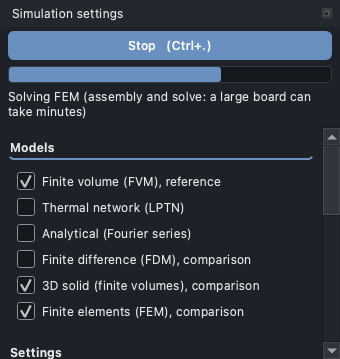 Simulation settings
Stop (Ctrl+.)
Solving FEM (assembly and solve: a large board can
take minutes)
Models
Finite volume (FVM), reference
Thermal network (LPTN)
Analytical (Fourier series)
Finite difference (FDM), comparison
3D solid (finite volumes), comparison
Finite elements (FEM), comparison
Settings